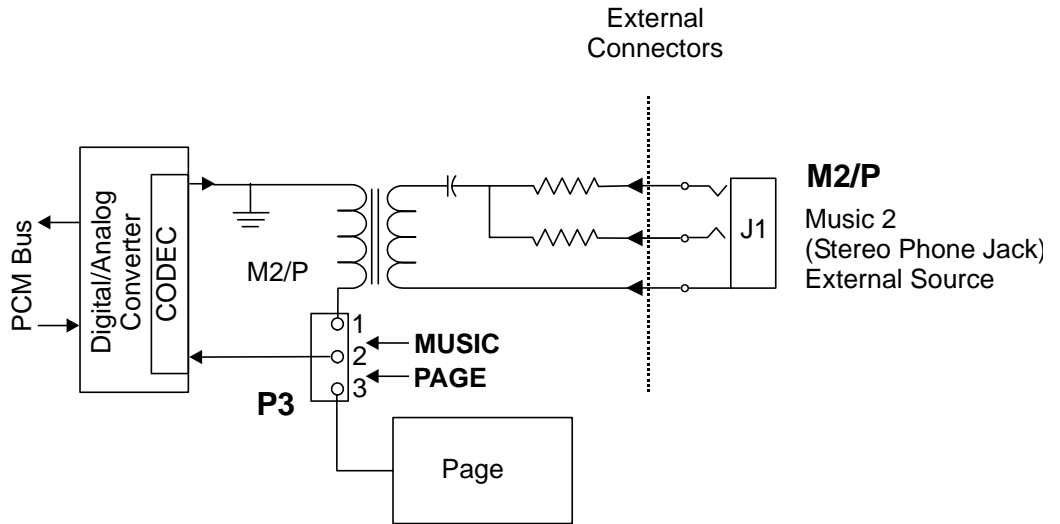 External
Connectors
PCM Bus
Digital/Analog
Converter
CODEC
M2/P
1
2
3
MUSIC
PAGE
P3
Page
J1
M2/P
Music 2
(Stereo Phone Jack)
External Source